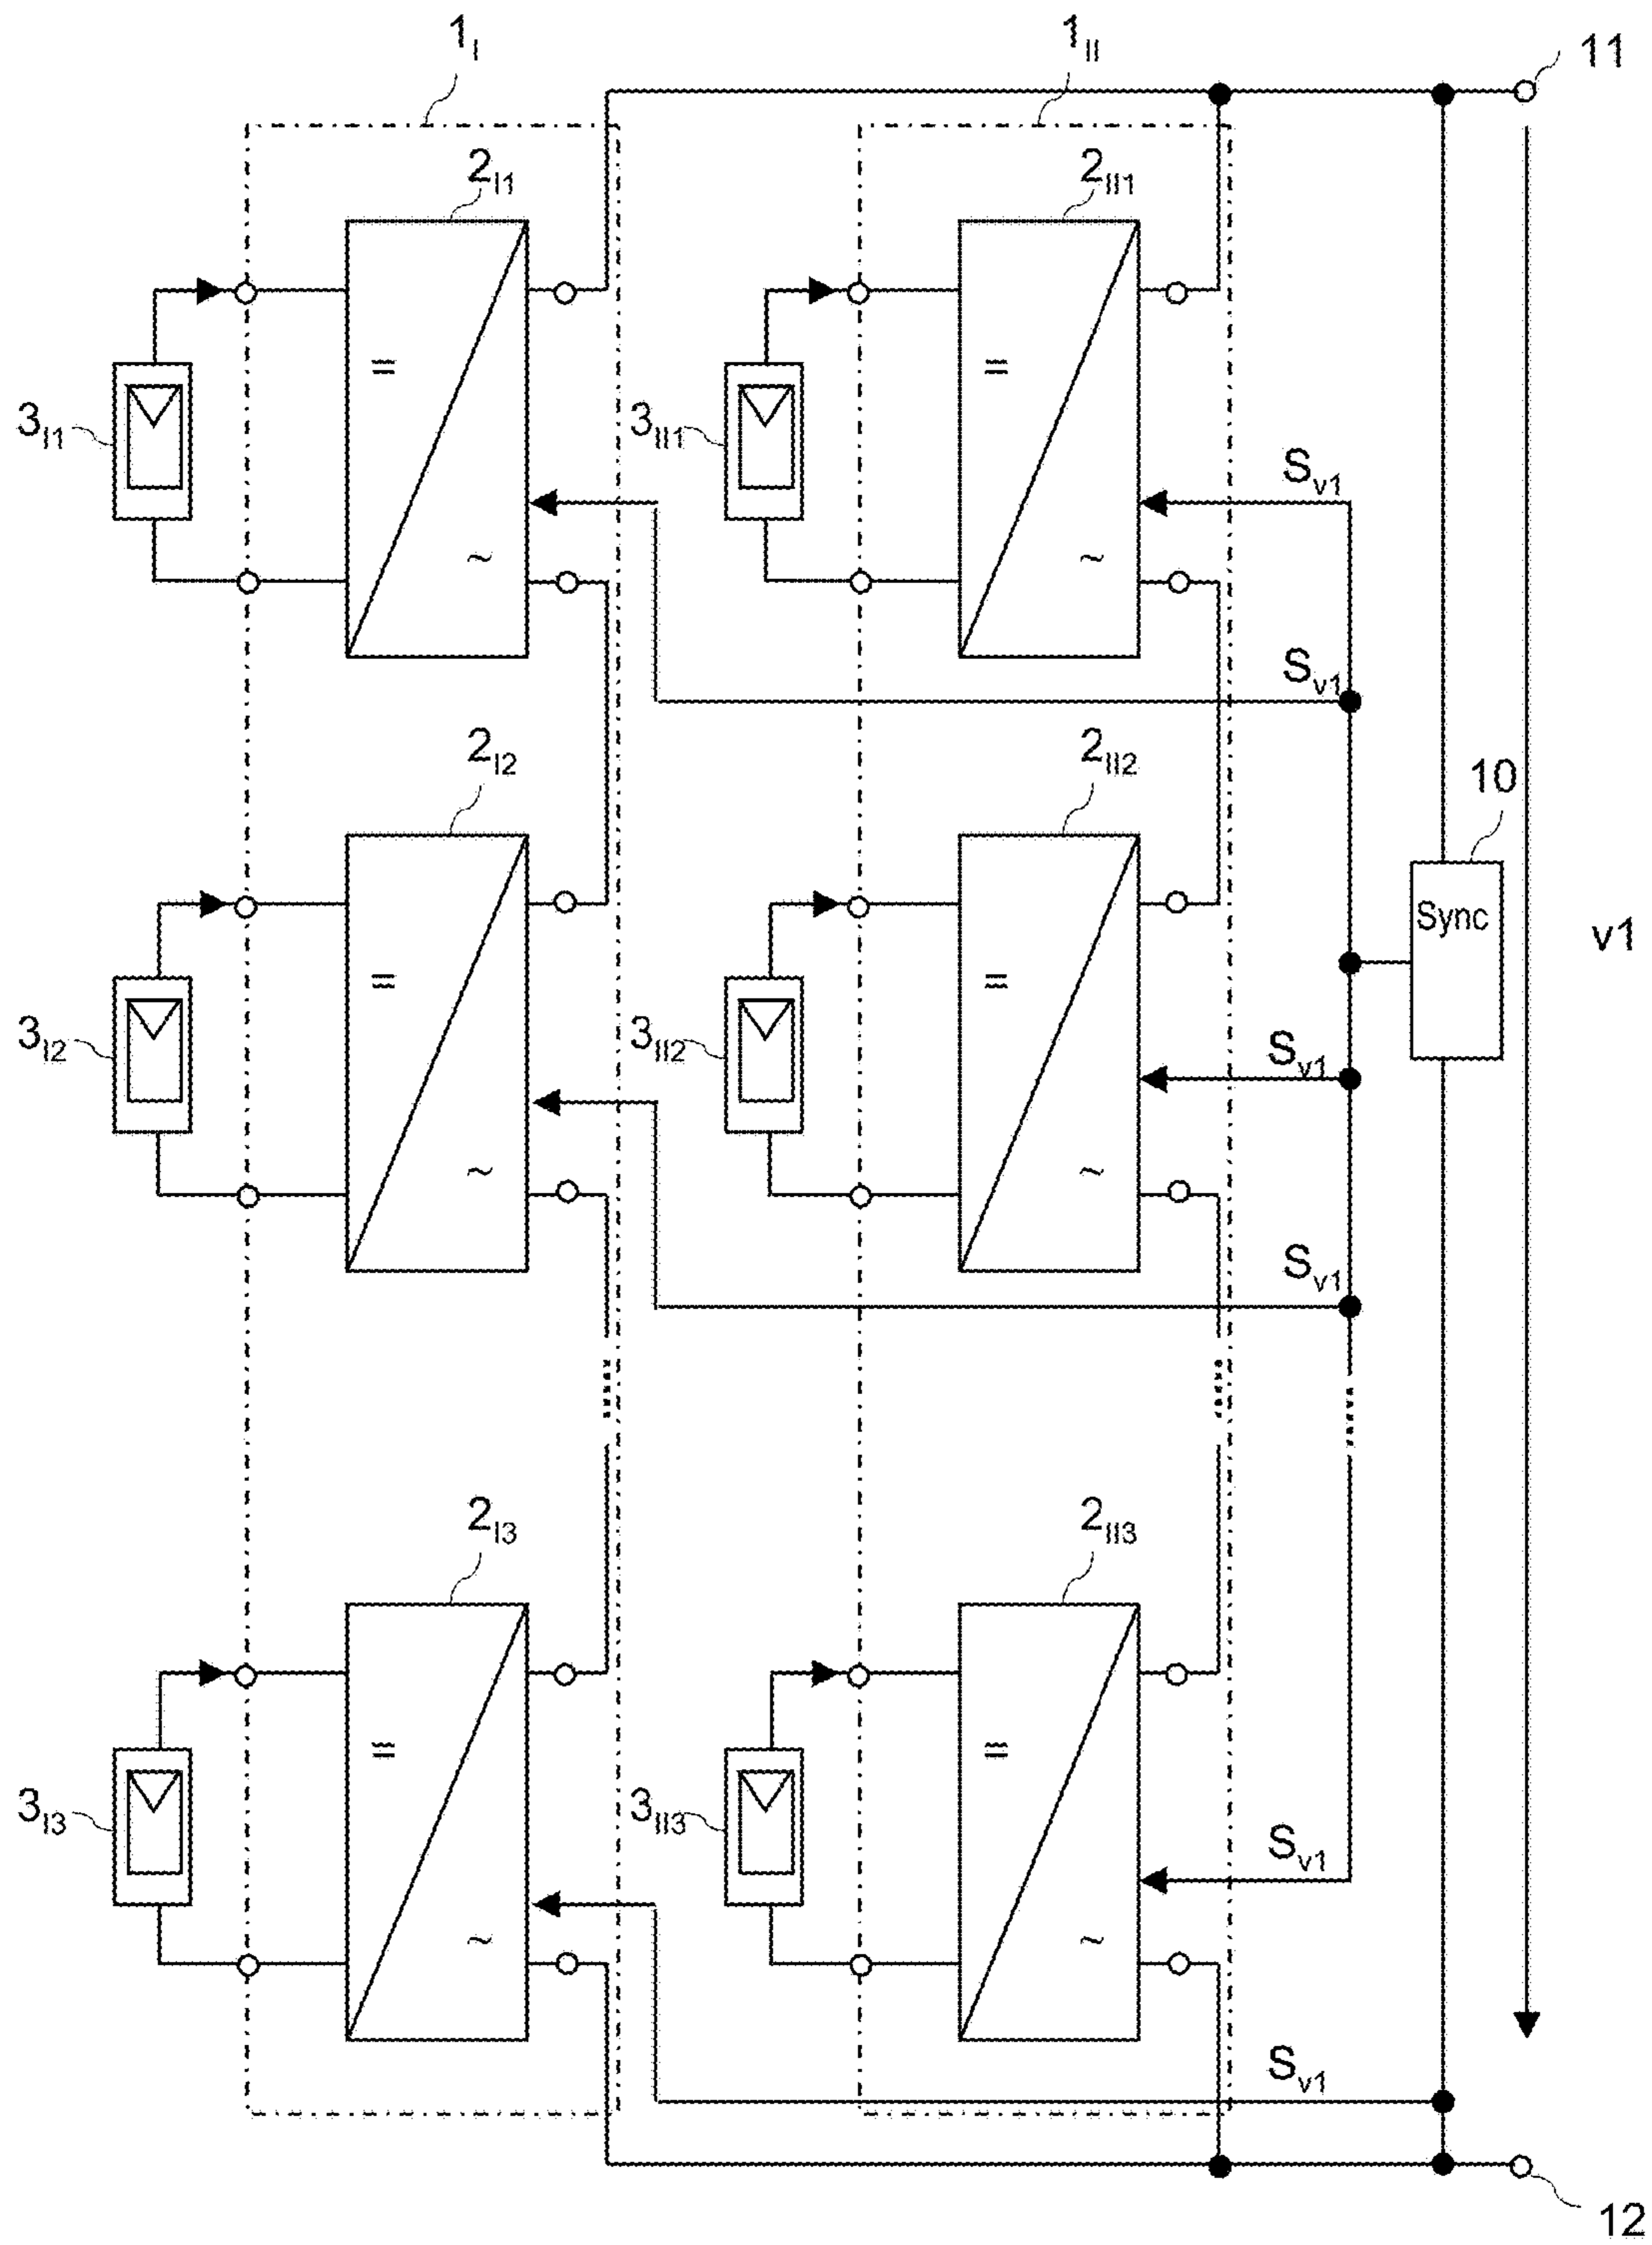 1I
1II
11
2I1
2II1
=
~
=
~
3I1
3II1
Sv1
Sv1
2I2
2II2
10
Sync
v1
=
~
=
~
3I2
3II2
Sv1
Sv1
2I3
2II3
=
~
=
~
3I3
3II3
Sv1
Sv1
12